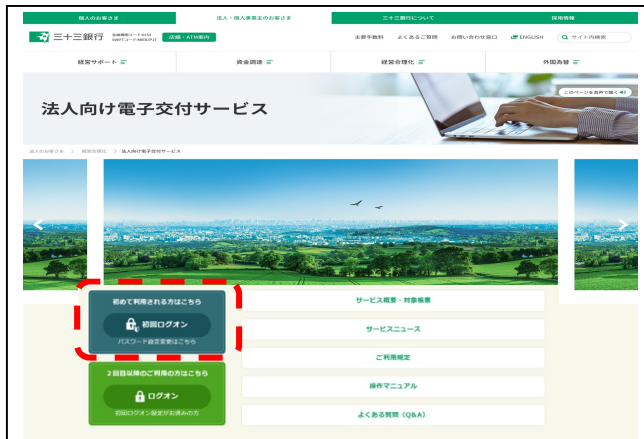 個人のお客さま
法人・個人事業主のお客さま
三十三銀行について
採用情報
三十三銀行
金融機関コード:0154
店舗・ATM案内
主要手数料
よくあるご質問
お問い合わせ窓口
ENGLISH
サイト内検索
経営サポート
資金調達
経営合理化
外国為替
このページを音声で聴く
法人向け電子交付サービス
法人のお客さま > 経営合理化 > 法人向け電子交付サービス
初めて利用される方はこちら
初回ログオン
パスワード設定変更はこちら
2回目以降のご利用の方はこちら
ログオン
初回ログオン設定がお済みの方
サービス概要・対象帳票
サービスニュース
ご利用規定
操作マニュアル
よくある質問(Q&A)